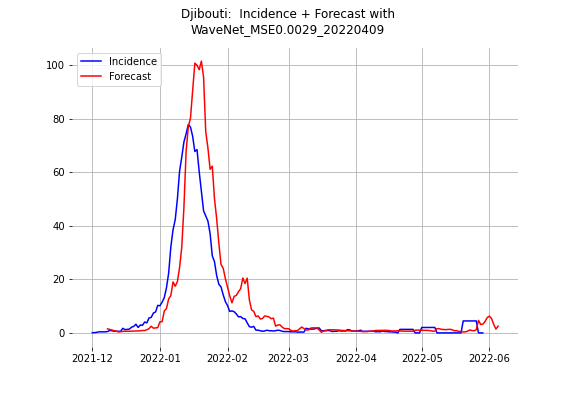 Djibouti:  Incidence + Forecast with
WaveNet_MSE0.0029_20220409
Incidence
Forecast
100
80
60
40
20
0
2021-12 2022-01 2022-02 2022-03 2022-04 2022-05 2022-06